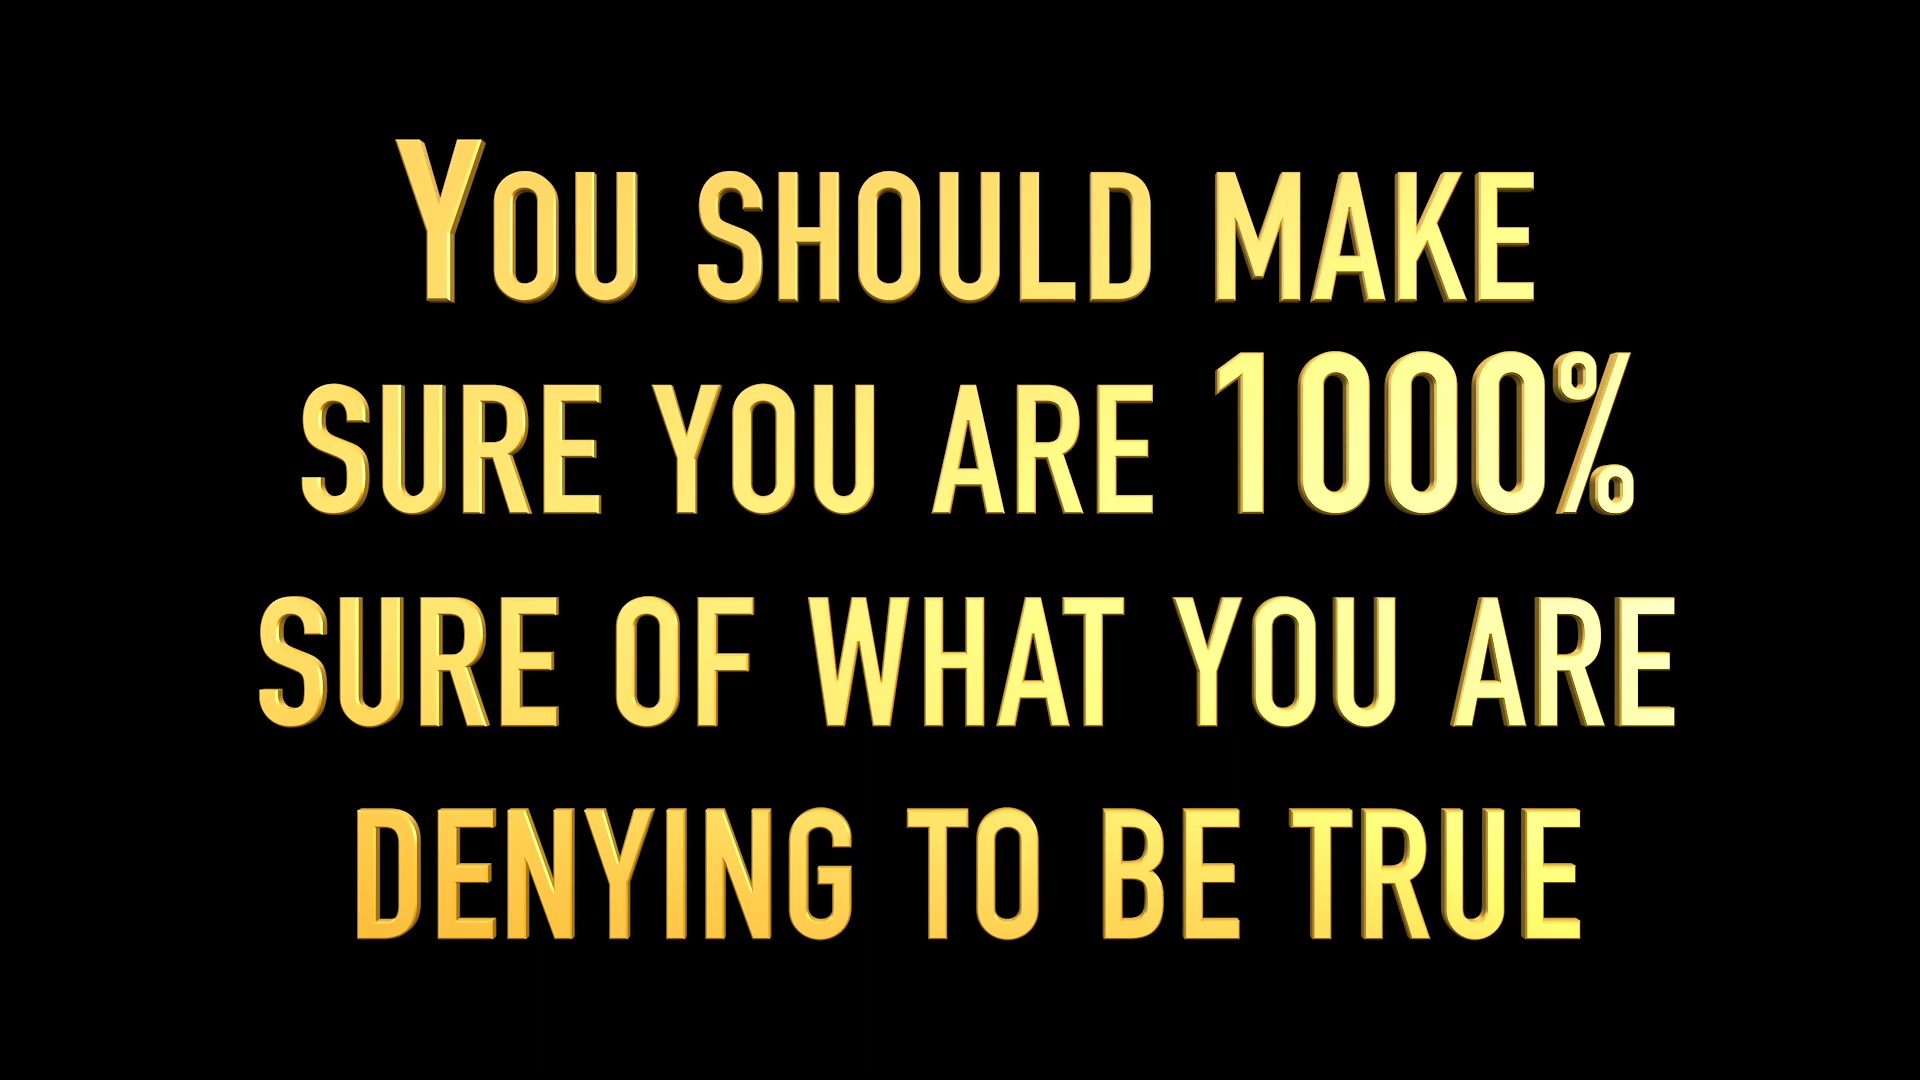 You should make
sure you are 1000%
sure of what you are
denying to be true